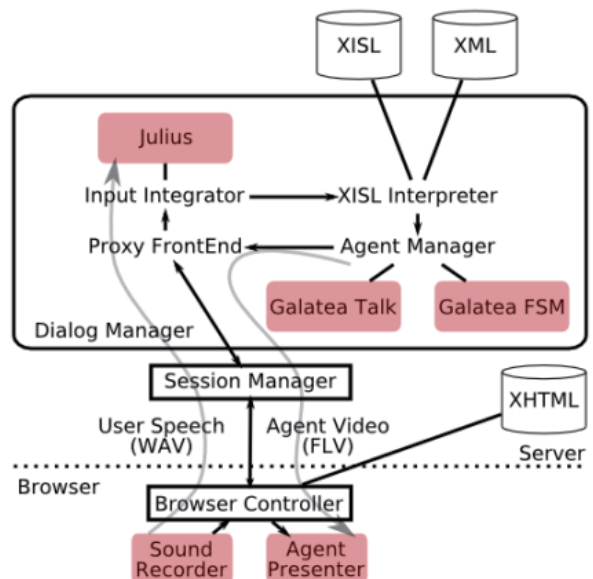 XISL
XML
Julius
Input Integrator
XISL Interpreter
Proxy FrontEnd
Agent Manager
Galatea Talk
Galatea FSM
Dialog Manager
Session Manager
XHTML
User Speech
(WAV)
Agent Video
(FLV)
Server
Browser
Browser Controller
Sound
Recorder
Agent
Presenter